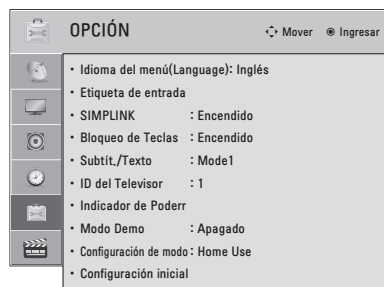 OPCIÓN
Mover Ingresar
• Idioma del menú(Language): Inglés
• Etiqueta de entrada
• SIMPLINK : Encendido
• Bloqueo de Teclas : Encendido
• Subtít./Texto : Mode1
• ID del Televisor : 1
• Indicador de Poderr
• Modo Demo : Apagado
• Configuración de modo : Home Use
• Configuración inicial